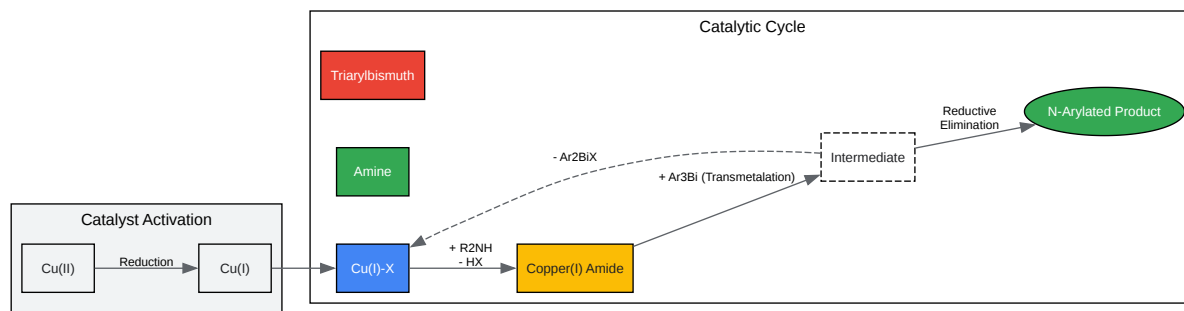 Catalytic Cycle
Triarylbismuth
Reductive
Elimination
N-Arylated Product
- Ar2BiX
Intermediate
Amine
+ Ar3Bi (Transmetalation)
Catalyst Activation
Cu(II)
Reduction
Cu(I)
Cu(I)-X
+ R2NH
- HX
Copper(I) Amide